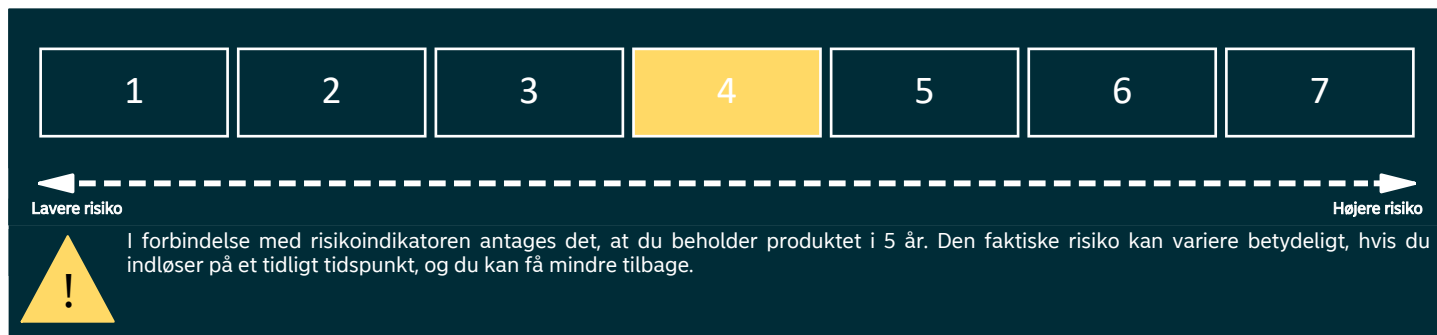 1 2 3 4 5 6 7
Lavere risiko Højere risiko
I forbindelse med risikoindikatoren antages det, at du beholder produktet i 5 år. Den faktiske risiko kan variere betydeligt, hvis du
indløser på et tidligt tidspunkt, og du kan få mindre tilbage.
!